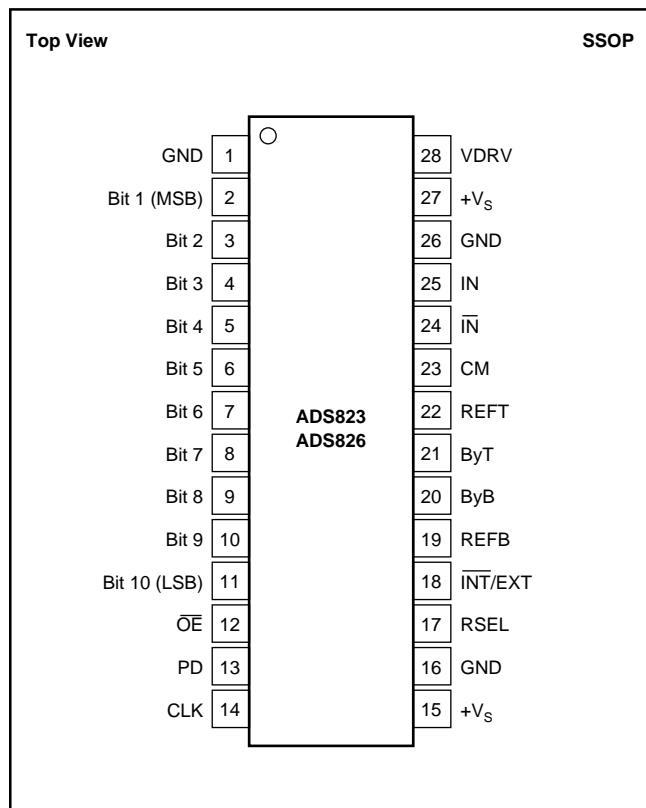 Top View SSOP
GND 1 28 VDRV
Bit 1 (MSB) 2 27 +VS
Bit 2 3 26 GND
Bit 3 4 25 IN
Bit 4 5 24 I̅N̅
Bit 5 6 23 CM
Bit 6 7 22 REFT
ADS823
ADS826
Bit 7 8 21 ByT
Bit 8 9 20 ByB
Bit 9 10 19 REFB
Bit 10 (LSB) 11 18 I̅N̅T̅/EXT
O̅E̅ 12 17 RSEL
PD 13 16 GND
CLK 14 15 +VS